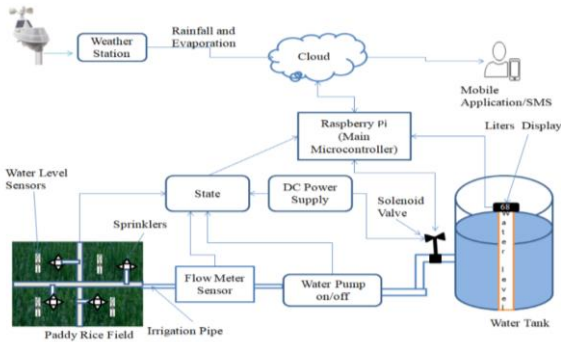 Weather
Station
Rainfall and
Evaporation
Cloud
Mobile
Application/SMS
Raspberry Pi
(Main
Microcontroller)
Liters Display
Water Level
Sensors
State
DC Power
Supply
Solenoid
Valve
68
Sprinklers
Water Level
Flow Meter
Sensor
Water Pump
on/off
Irrigation Pipe
Paddy Rice Field
Water Tank